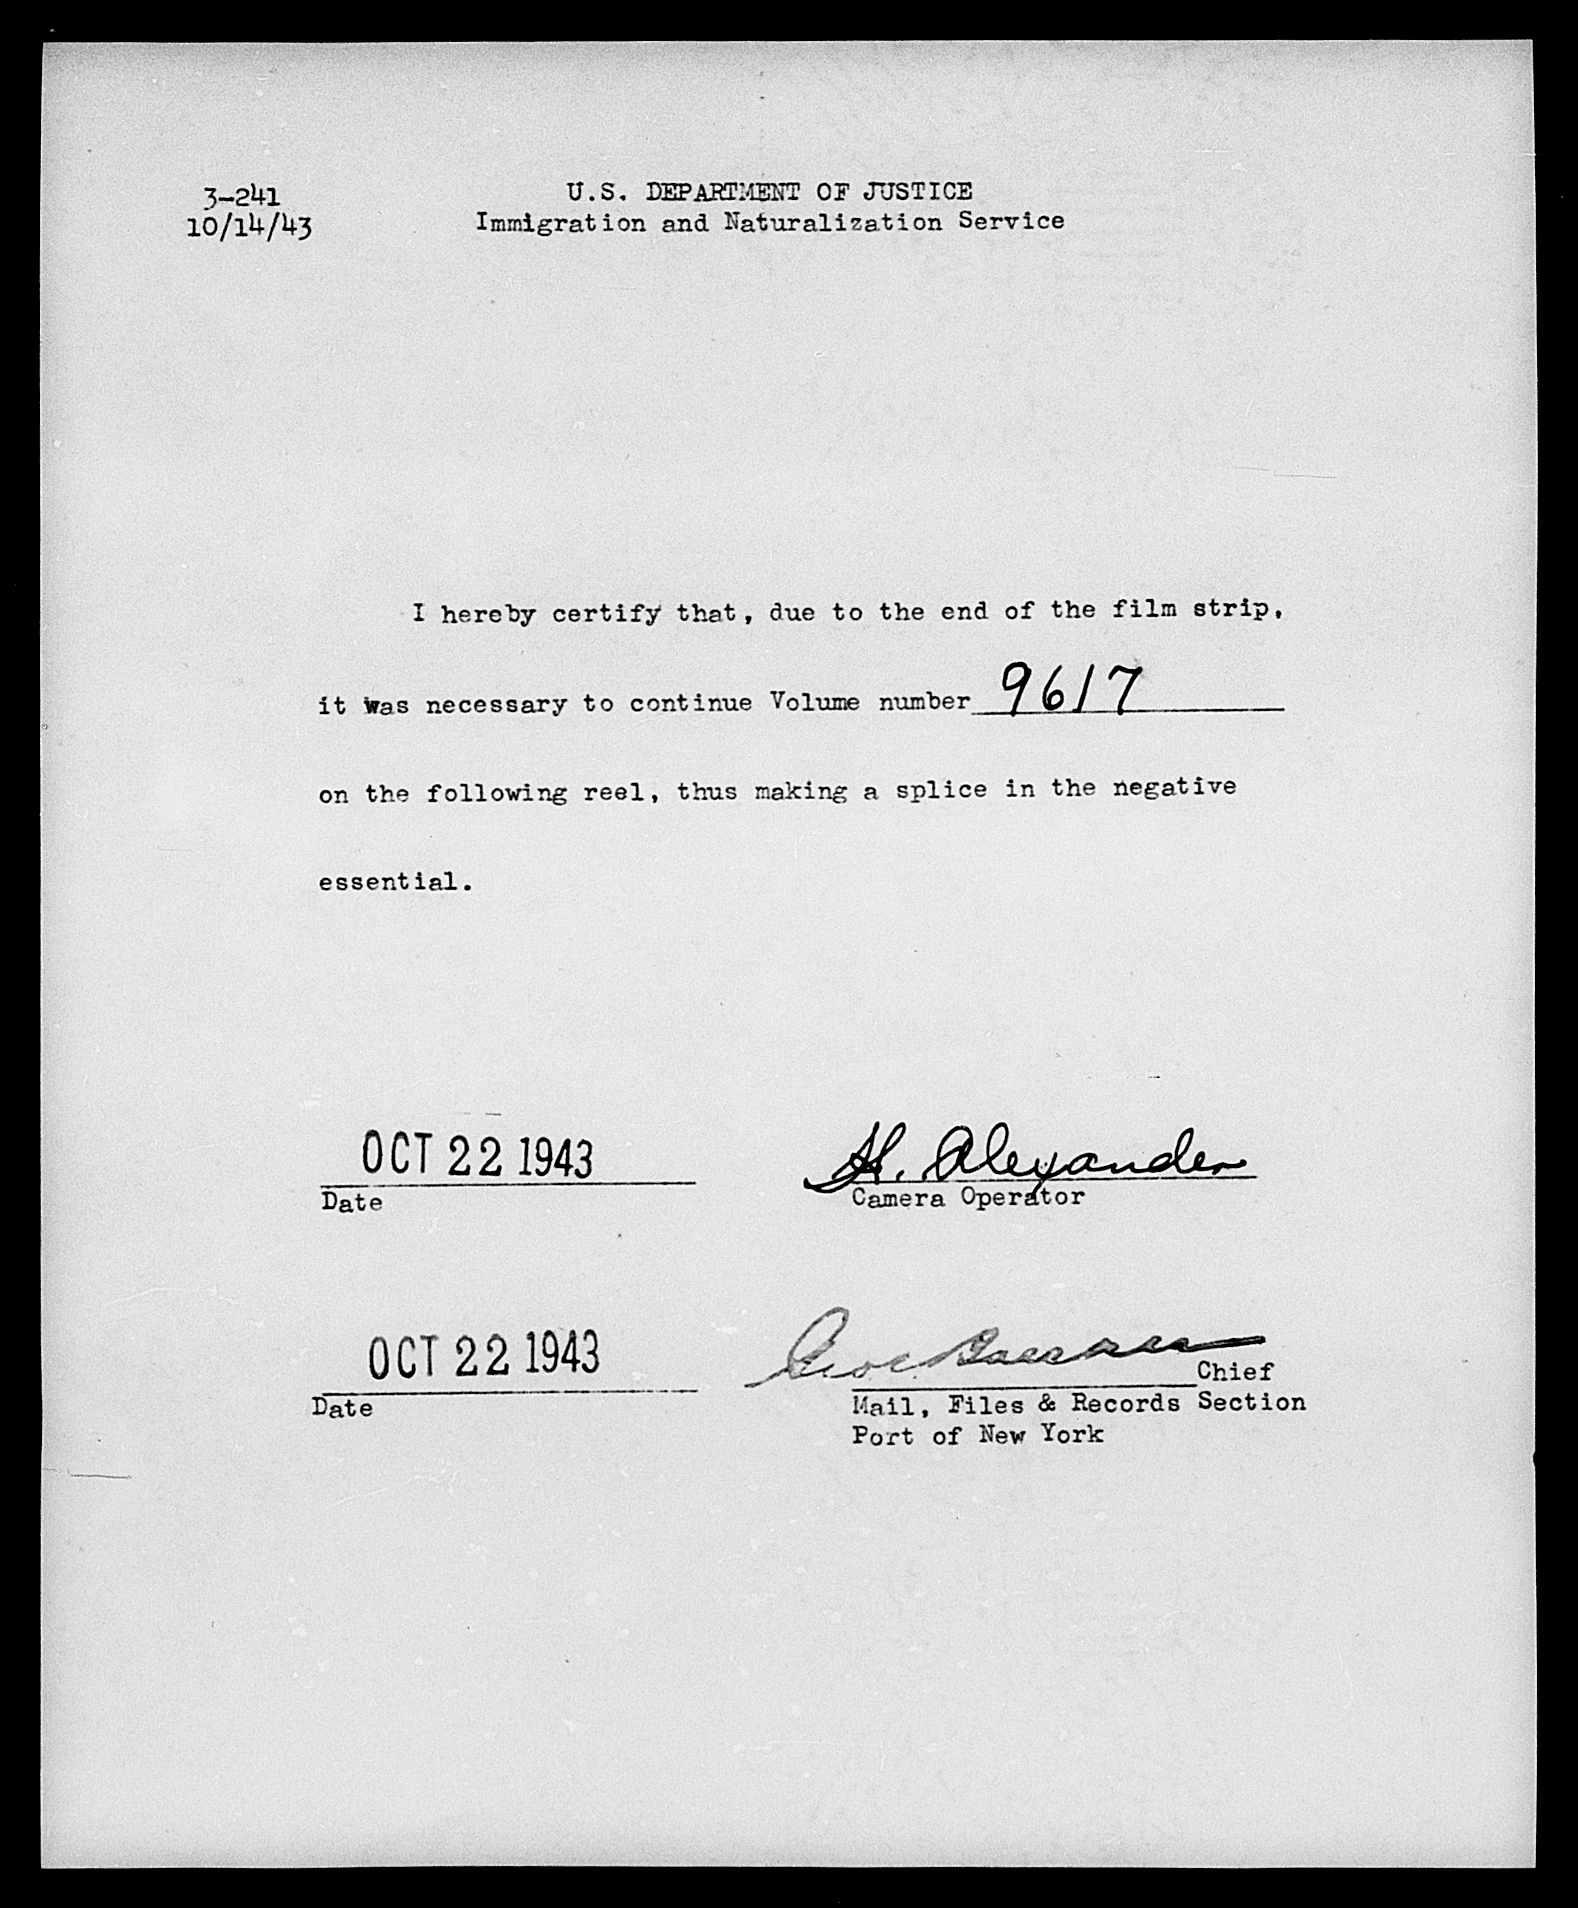 3-241
10/14/43
U.S. DEPARTMENT OF JUSTICE
Immigration and Naturalization Service
I hereby certify that, due to the end of the film strip,
it was necessary to continue Volume number 9617
on the following reel, thus making a splice in the negative
essential.
OCT 22 1943
Date
H. Alexander
Camera Operator
OCT 22 1943
Date
Chief
Mail, Files & Records Section
Port of New York